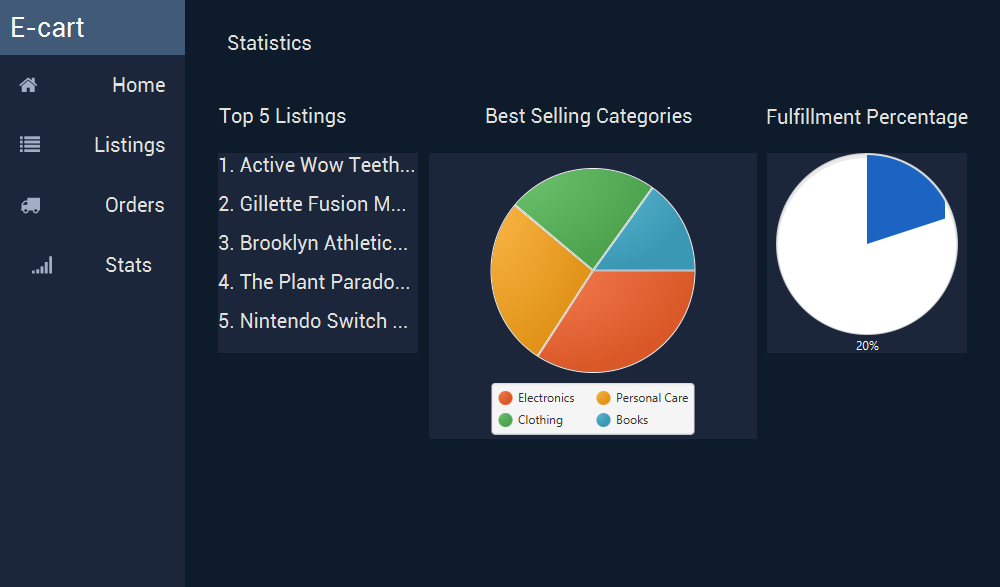 E-cart
Home
Listings
Orders
Stats
Statistics
Top 5 Listings
1. Active Wow Teeth...
2. Gillette Fusion M...
3. Brooklyn Athletic...
4. The Plant Parado...
5. Nintendo Switch ...
Best Selling Categories
Electronics
Personal Care
Clothing
Books
Fulfillment Percentage
20%